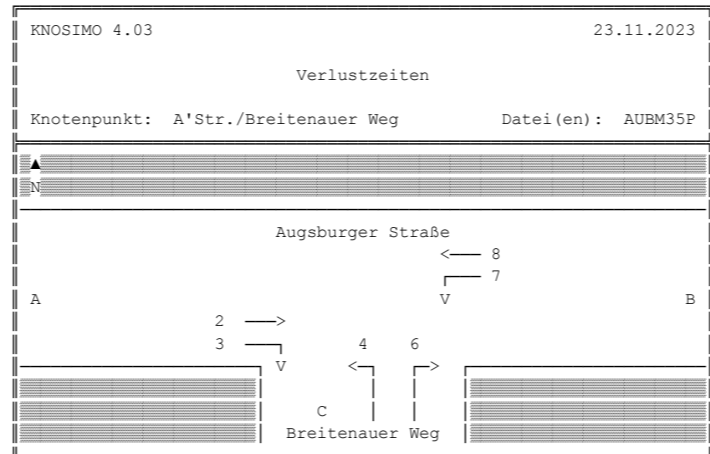 KNOSIMO 4.03 23.11.2023
Verlustzeiten
Knotenpunkt: A'Str./Breitenauer Weg Datei(en): AUBM35P
▲
N
Augsburger Straße
<─── 8
┌── 7
A V B
2 ───>
3 ───┐ 4 6
V <─┐ ┌─>
C
Breitenauer Weg